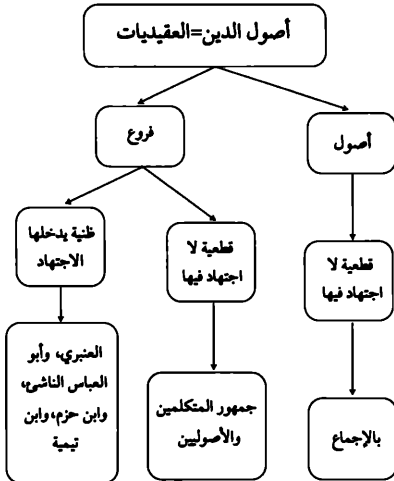 أصول الدين=العقيديات
أصول
فروع
قطعية لا
اجتهاد فيها
قطعية لا
اجتهاد فيها
ظنية يدخلها
الاجتهاد
بالإجماع
جمهور المتكلمين
والأصوليين
العنبري، وأبو
العباس الناشئ،
وابن حزم،وابن
تيمية